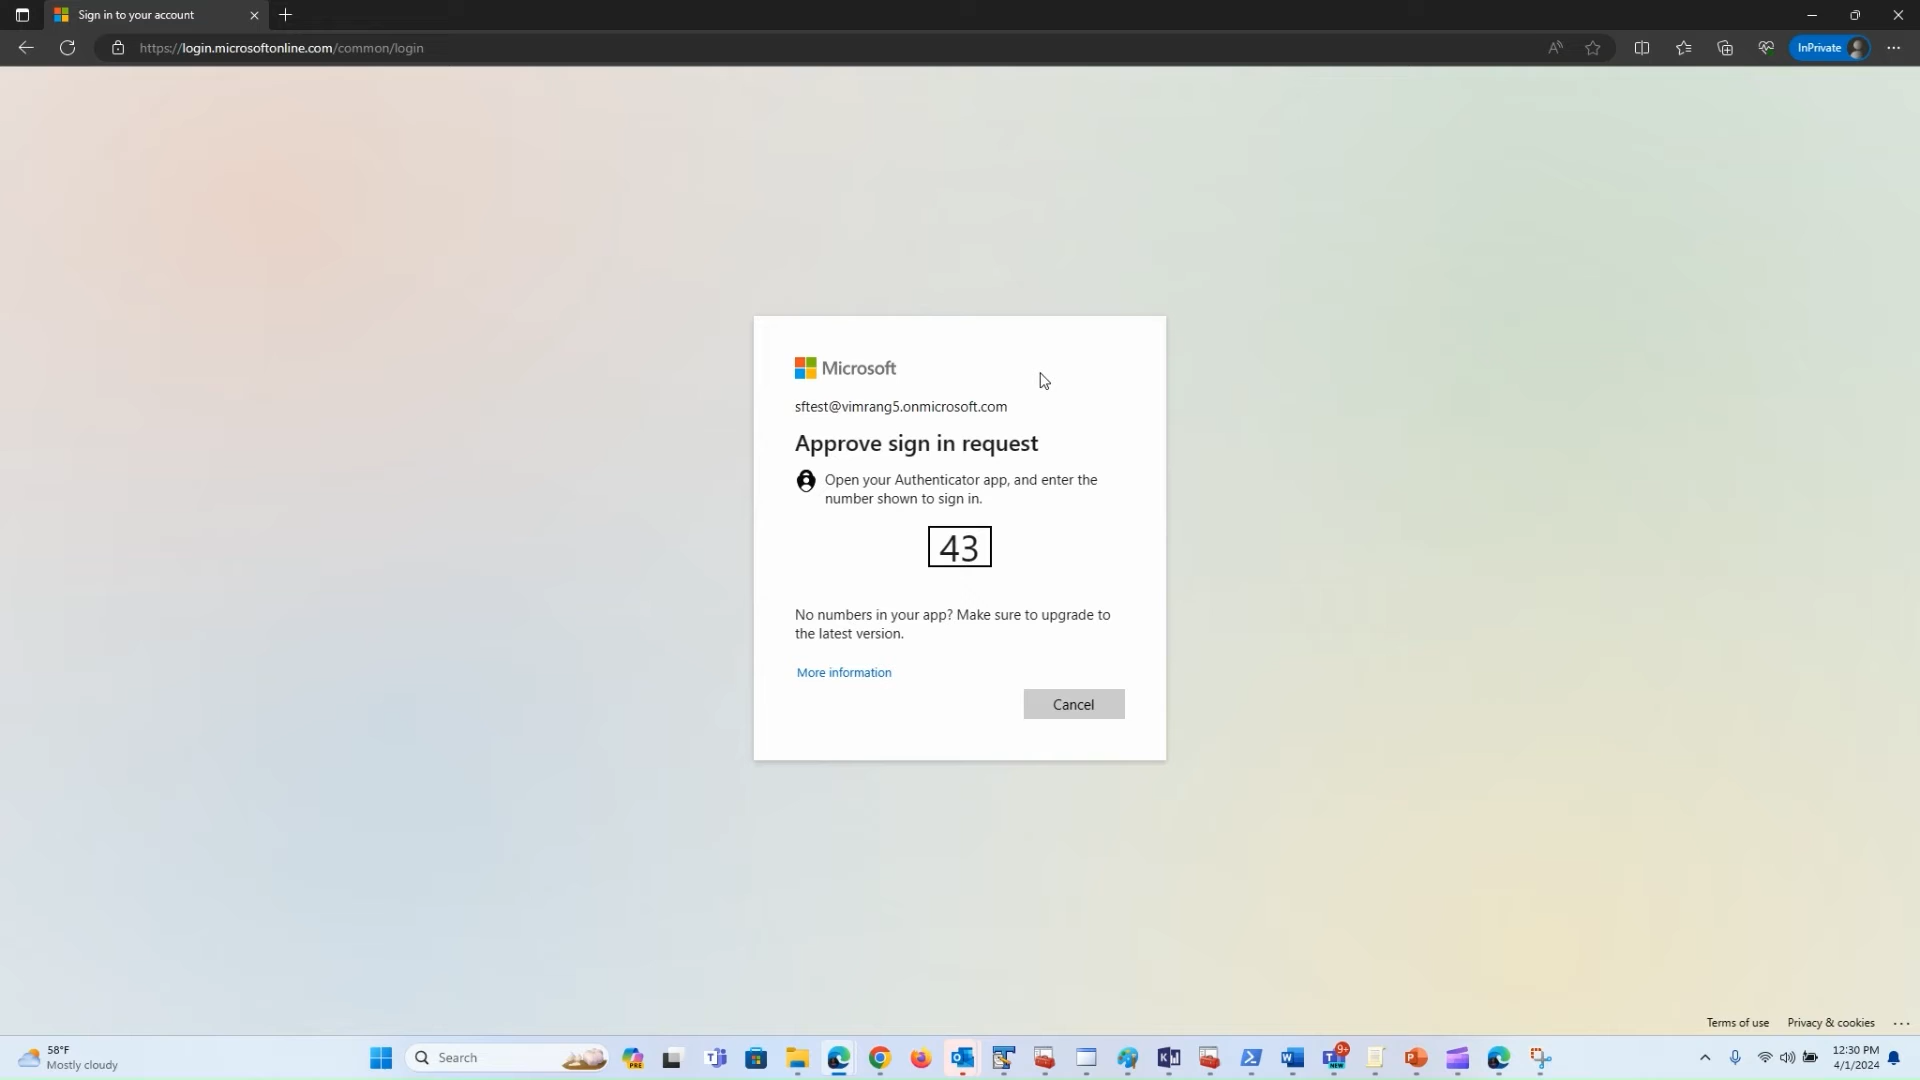 Sign in to your account
https://login.microsoftonline.com/common/login
InPrivate
Microsoft
sftest@vimrang5.onmicrosoft.com
Approve sign in request
Open your Authenticator app, and enter the
number shown to sign in.
43
No numbers in your app? Make sure to upgrade to
the latest version.
More information
Cancel
Terms of use
Privacy & cookies
58°F
Mostly cloudy
Search
PRE
9+
NEW
12:30 PM
4/1/2024